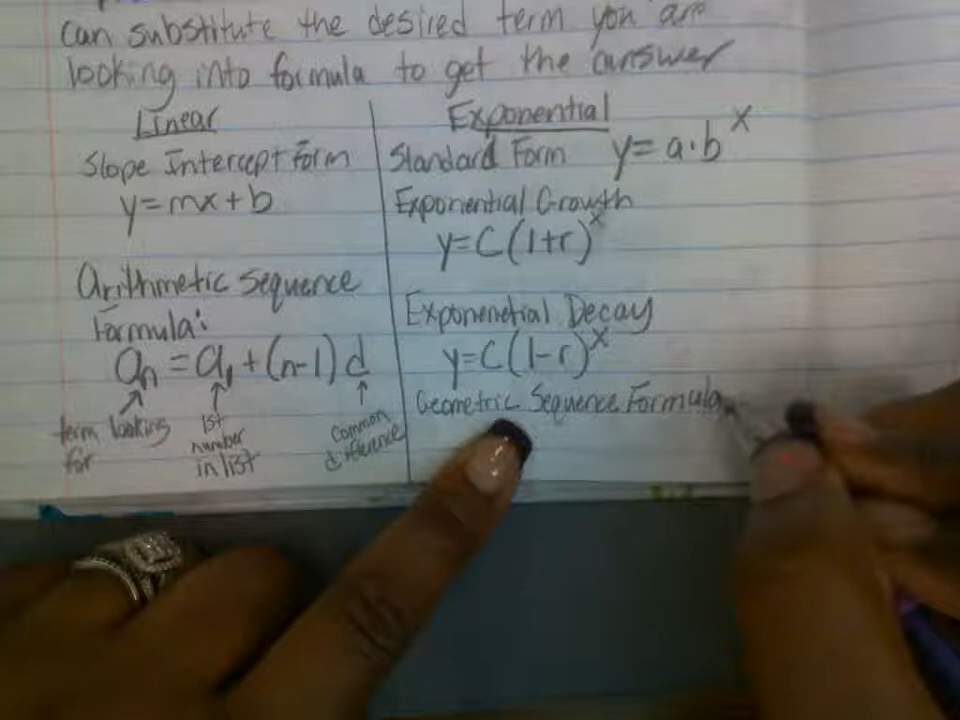 can substitute the desired term you are
looking into formula to get the answer
Linear
Slope Intercept Form
y=mx+b
Arithmetic Sequence
Formula:
aₙ = a₁ + (n-1)d
term looking
for
1st
number
in list
common
difference
Exponential
Standard Form y=a·bˣ
Exponential Growth
y=C(1+r)ˣ
Exponenetial Decay
y=C(1-r)ˣ
Geometric Sequence Formula